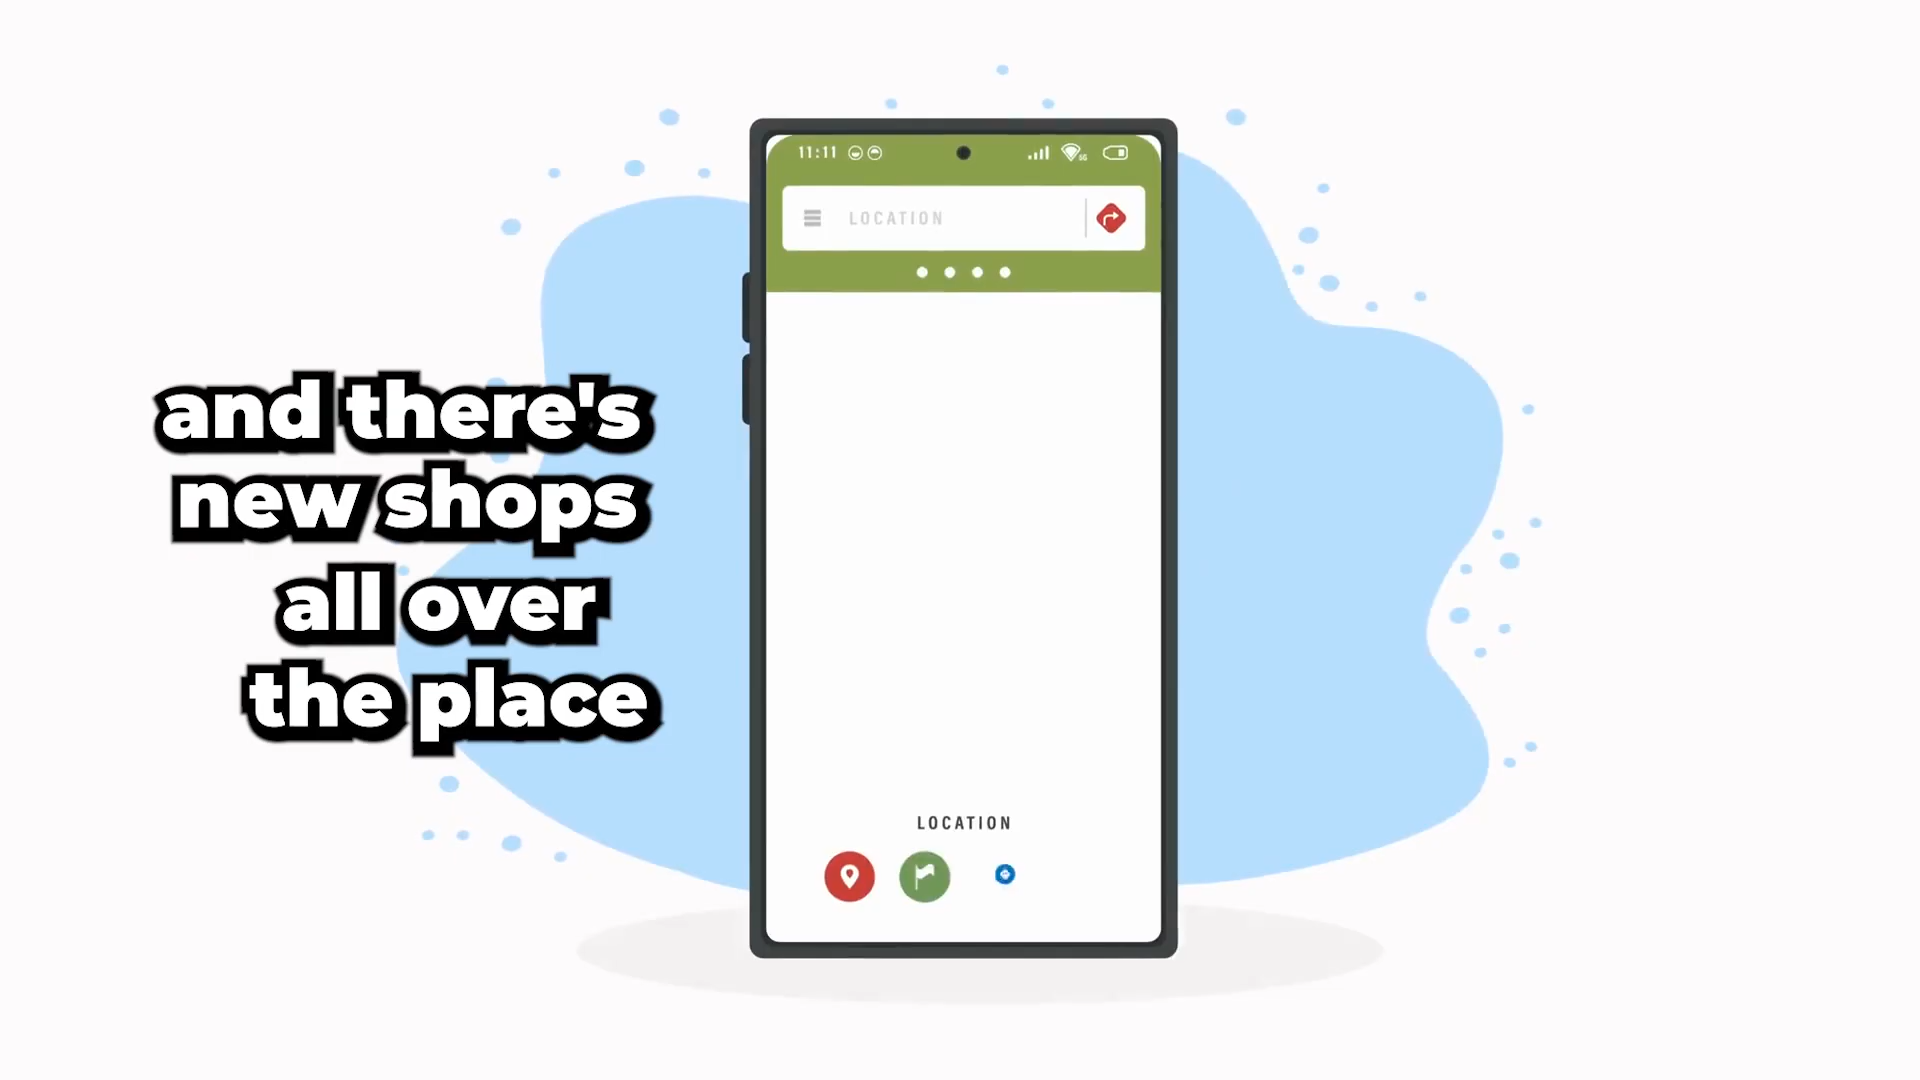 11:11
LOCATION
and there's
new shops
all over
the place
LOCATION